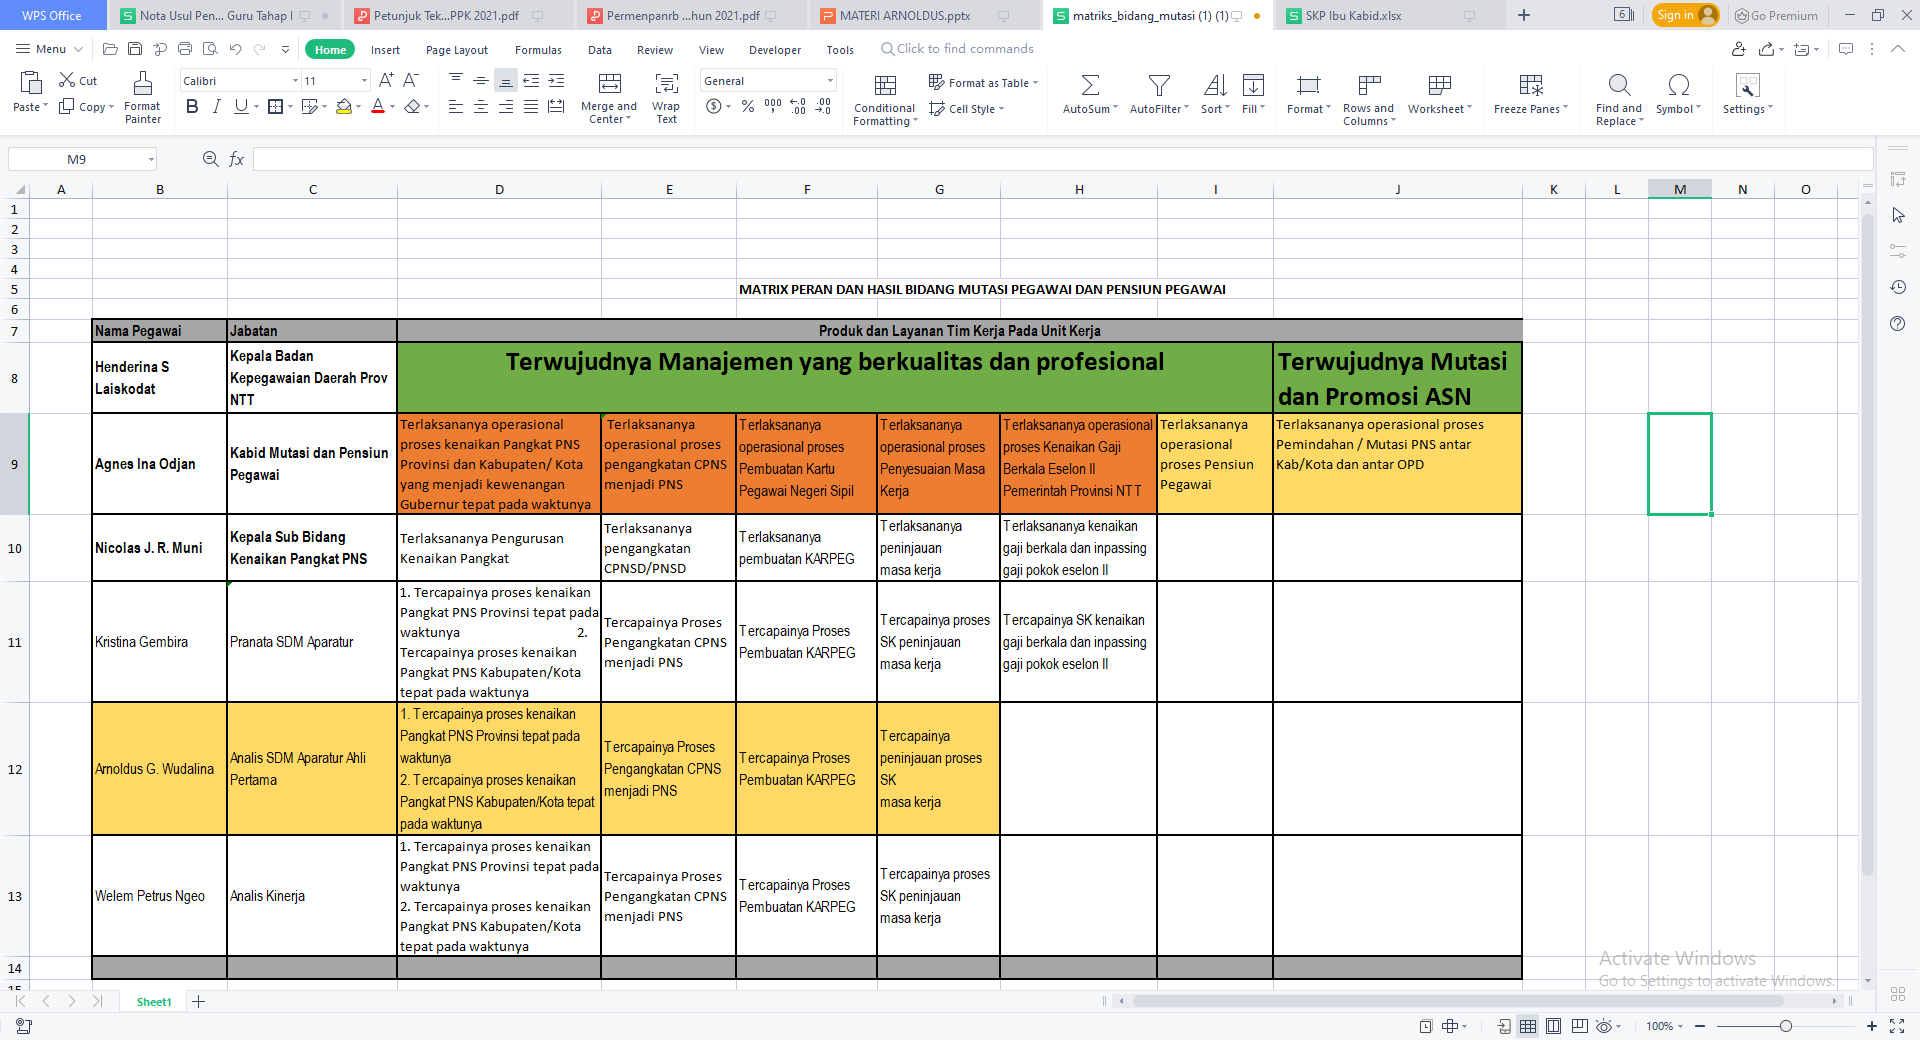 WPS Office
Nota Usul Pen... Guru Tahap I
Petunjuk Tek...PPK 2021.pdf
Permenpanrb ...hun 2021.pdf
MATERI ARNOLDUS.pptx
matriks_bidang_mutasi (1) (1)
SKP Ibu Kabid.xlsx
6
Sign in
Go Premium
Menu
Home
Insert
Page Layout
Formulas
Data
Review
View
Developer
Tools
Click to find commands
Paste
Cut
Copy
Format
Painter
Calibri
11
B I U
A
Merge and
Center
Wrap
Text
General
Conditional
Formatting
Format as Table
Cell Style
AutoSum
AutoFilter
Sort
Fill
Format
Rows and
Columns
Worksheet
Freeze Panes
Find and
Replace
Symbol
Settings
M9
fx
A B C D E F G H I J K L M N O
1
2
3
4
5
MATRIX PERAN DAN HASIL BIDANG MUTASI PEGAWAI DAN PENSIUN PEGAWAI
6
7
Nama Pegawai
Jabatan
Produk dan Layanan Tim Kerja Pada Unit Kerja
8
Henderina S
Laiskodat
Kepala Badan
Kepegawaian Daerah Prov
NTT
Terwujudnya Manajemen yang berkualitas dan profesional
Terwujudnya Mutasi
dan Promosi ASN
9
Agnes Ina Odjan
Kabid Mutasi dan Pensiun
Pegawai
Terlaksananya operasional
proses kenaikan Pangkat PNS
Provinsi dan Kabupaten/ Kota
yang menjadi kewenangan
Gubernur tepat pada waktunya
Terlaksananya
operasional proses
pengangkatan CPNS
menjadi PNS
Terlaksananya
operasional proses
Pembuatan Kartu
Pegawai Negeri Sipil
Terlaksananya
operasional proses
Penyesuaian Masa
Kerja
Terlaksananya operasional
proses Kenaikan Gaji
Berkala Eselon II
Pemerintah Provinsi NTT
Terlaksananya
operasional
proses Pensiun
Pegawai
Terlaksananya operasional proses
Pemindahan / Mutasi PNS antar
Kab/Kota dan antar OPD
10
Nicolas J. R. Muni
Kepala Sub Bidang
Kenaikan Pangkat PNS
Terlaksananya Pengurusan
Kenaikan Pangkat
Terlaksananya
pengangkatan
CPNSD/PNSD
Terlaksananya
pembuatan KARPEG
Terlaksananya
peninjauan
masa kerja
Terlaksananya kenaikan
gaji berkala dan inpassing
gaji pokok eselon II
11
Kristina Gembira
Pranata SDM Aparatur
1. Tercapainya proses kenaikan
Pangkat PNS Provinsi tepat pada
waktunya 2.
Tercapainya proses kenaikan
Pangkat PNS Kabupaten/Kota
tepat pada waktunya
Tercapainya Proses
Pengangkatan CPNS
menjadi PNS
Tercapainya Proses
Pembuatan KARPEG
Tercapainya proses
SK peninjauan
masa kerja
Tercapainya SK kenaikan
gaji berkala dan inpassing
gaji pokok eselon II
12
Arnoldus G. Wudalina
Analis SDM Aparatur Ahli
Pertama
1. Tercapainya proses kenaikan
Pangkat PNS Provinsi tepat pada
waktunya
2. Tercapainya proses kenaikan
Pangkat PNS Kabupaten/Kota tepat
pada waktunya
Tercapainya Proses
Pengangkatan CPNS
menjadi PNS
Tercapainya Proses
Pembuatan KARPEG
Tercapainya
peninjuan proses
SK
masa kerja
13
Welem Petrus Ngeo
Analis Kinerja
1. Tercapainya proses kenaikan
Pangkat PNS Provinsi tepat pada
waktunya
2. Tercapainya proses kenaikan
Pangkat PNS Kabupaten/Kota
tepat pada waktunya
Tercapainya Proses
Pengangkatan CPNS
menjadi PNS
Tercapainya Proses
Pembuatan KARPEG
Tercapainya proses
SK peninjauan
masa kerja
14
15
Activate Windows
Go to Settings to activate Windows.
Sheet1
100%